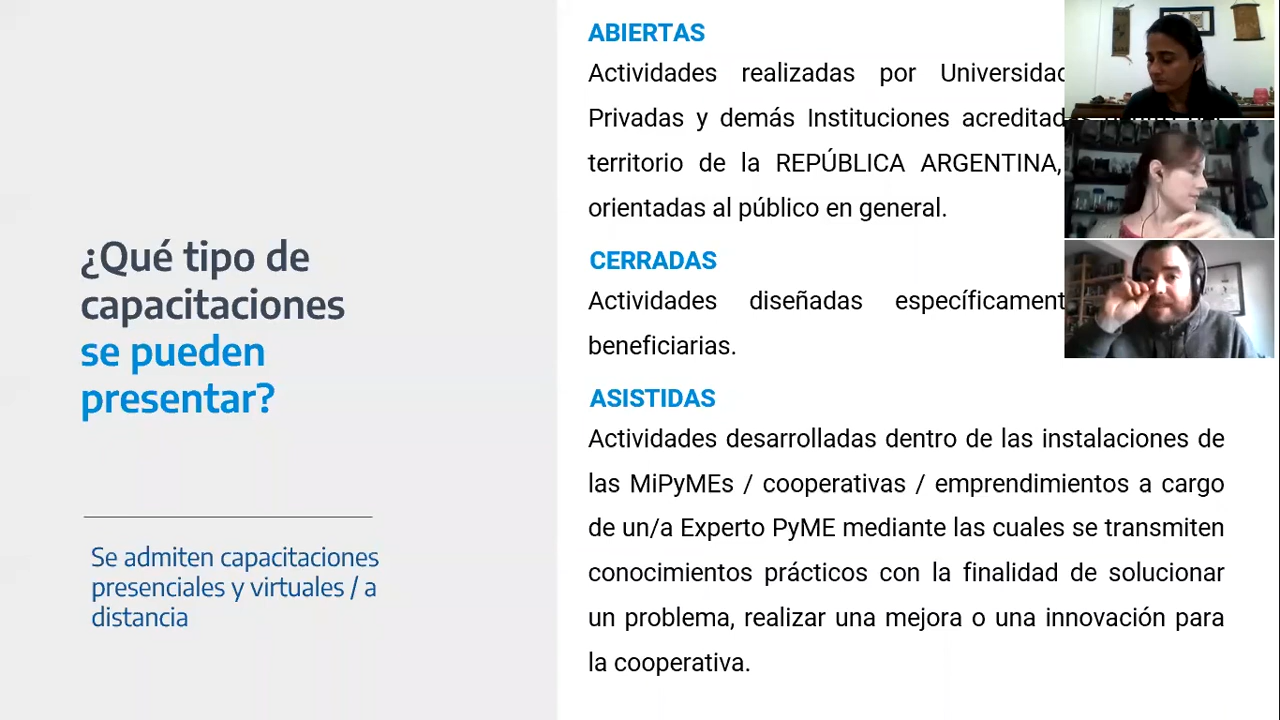 ¿Qué tipo de
capacitaciones
se pueden
presentar?
Se admiten capacitaciones
presenciales y virtuales / a
distancia
ABIERTAS
Actividades realizadas por
Privadas y demás Instituciones
territorio de la REPÚBLICA ARGENTINA,
orientadas al público en general.
CERRADAS
Actividades diseñadas
beneficiarias.
ASISTIDAS
Actividades desarrolladas dentro de las instalaciones de
las MiPyMEs / cooperativas / emprendimientos a cargo
de un/a Experto PyME mediante las cuales se transmiten
conocimientos prácticos con la finalidad de solucionar
un problema, realizar una mejora o una innovación para
la cooperativa.